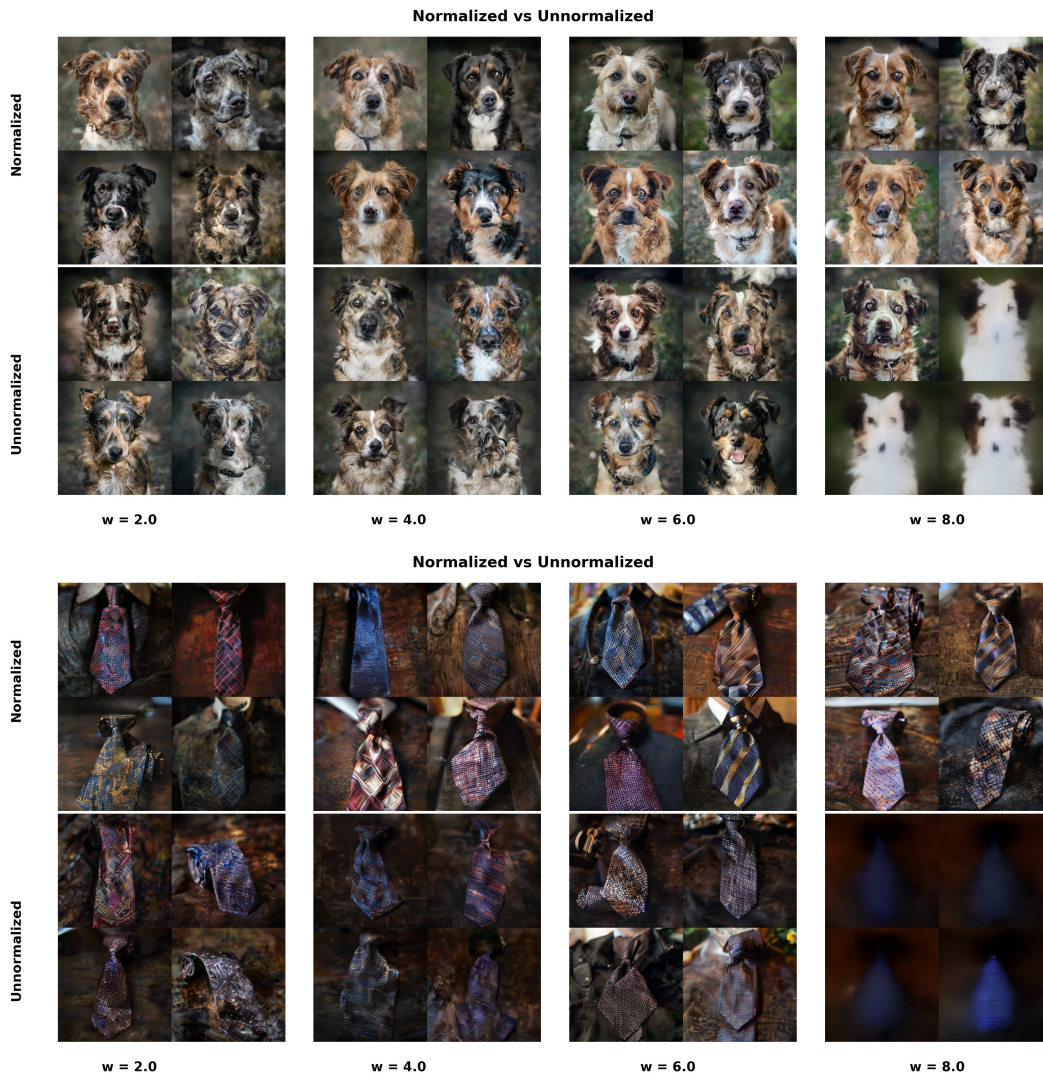 Normalized vs Unnormalized
Normalized
Unnormalized
w = 2.0
w = 4.0
w = 6.0
w = 8.0
Normalized vs Unnormalized
Normalized
Unnormalized
w = 2.0
w = 4.0
w = 6.0
w = 8.0